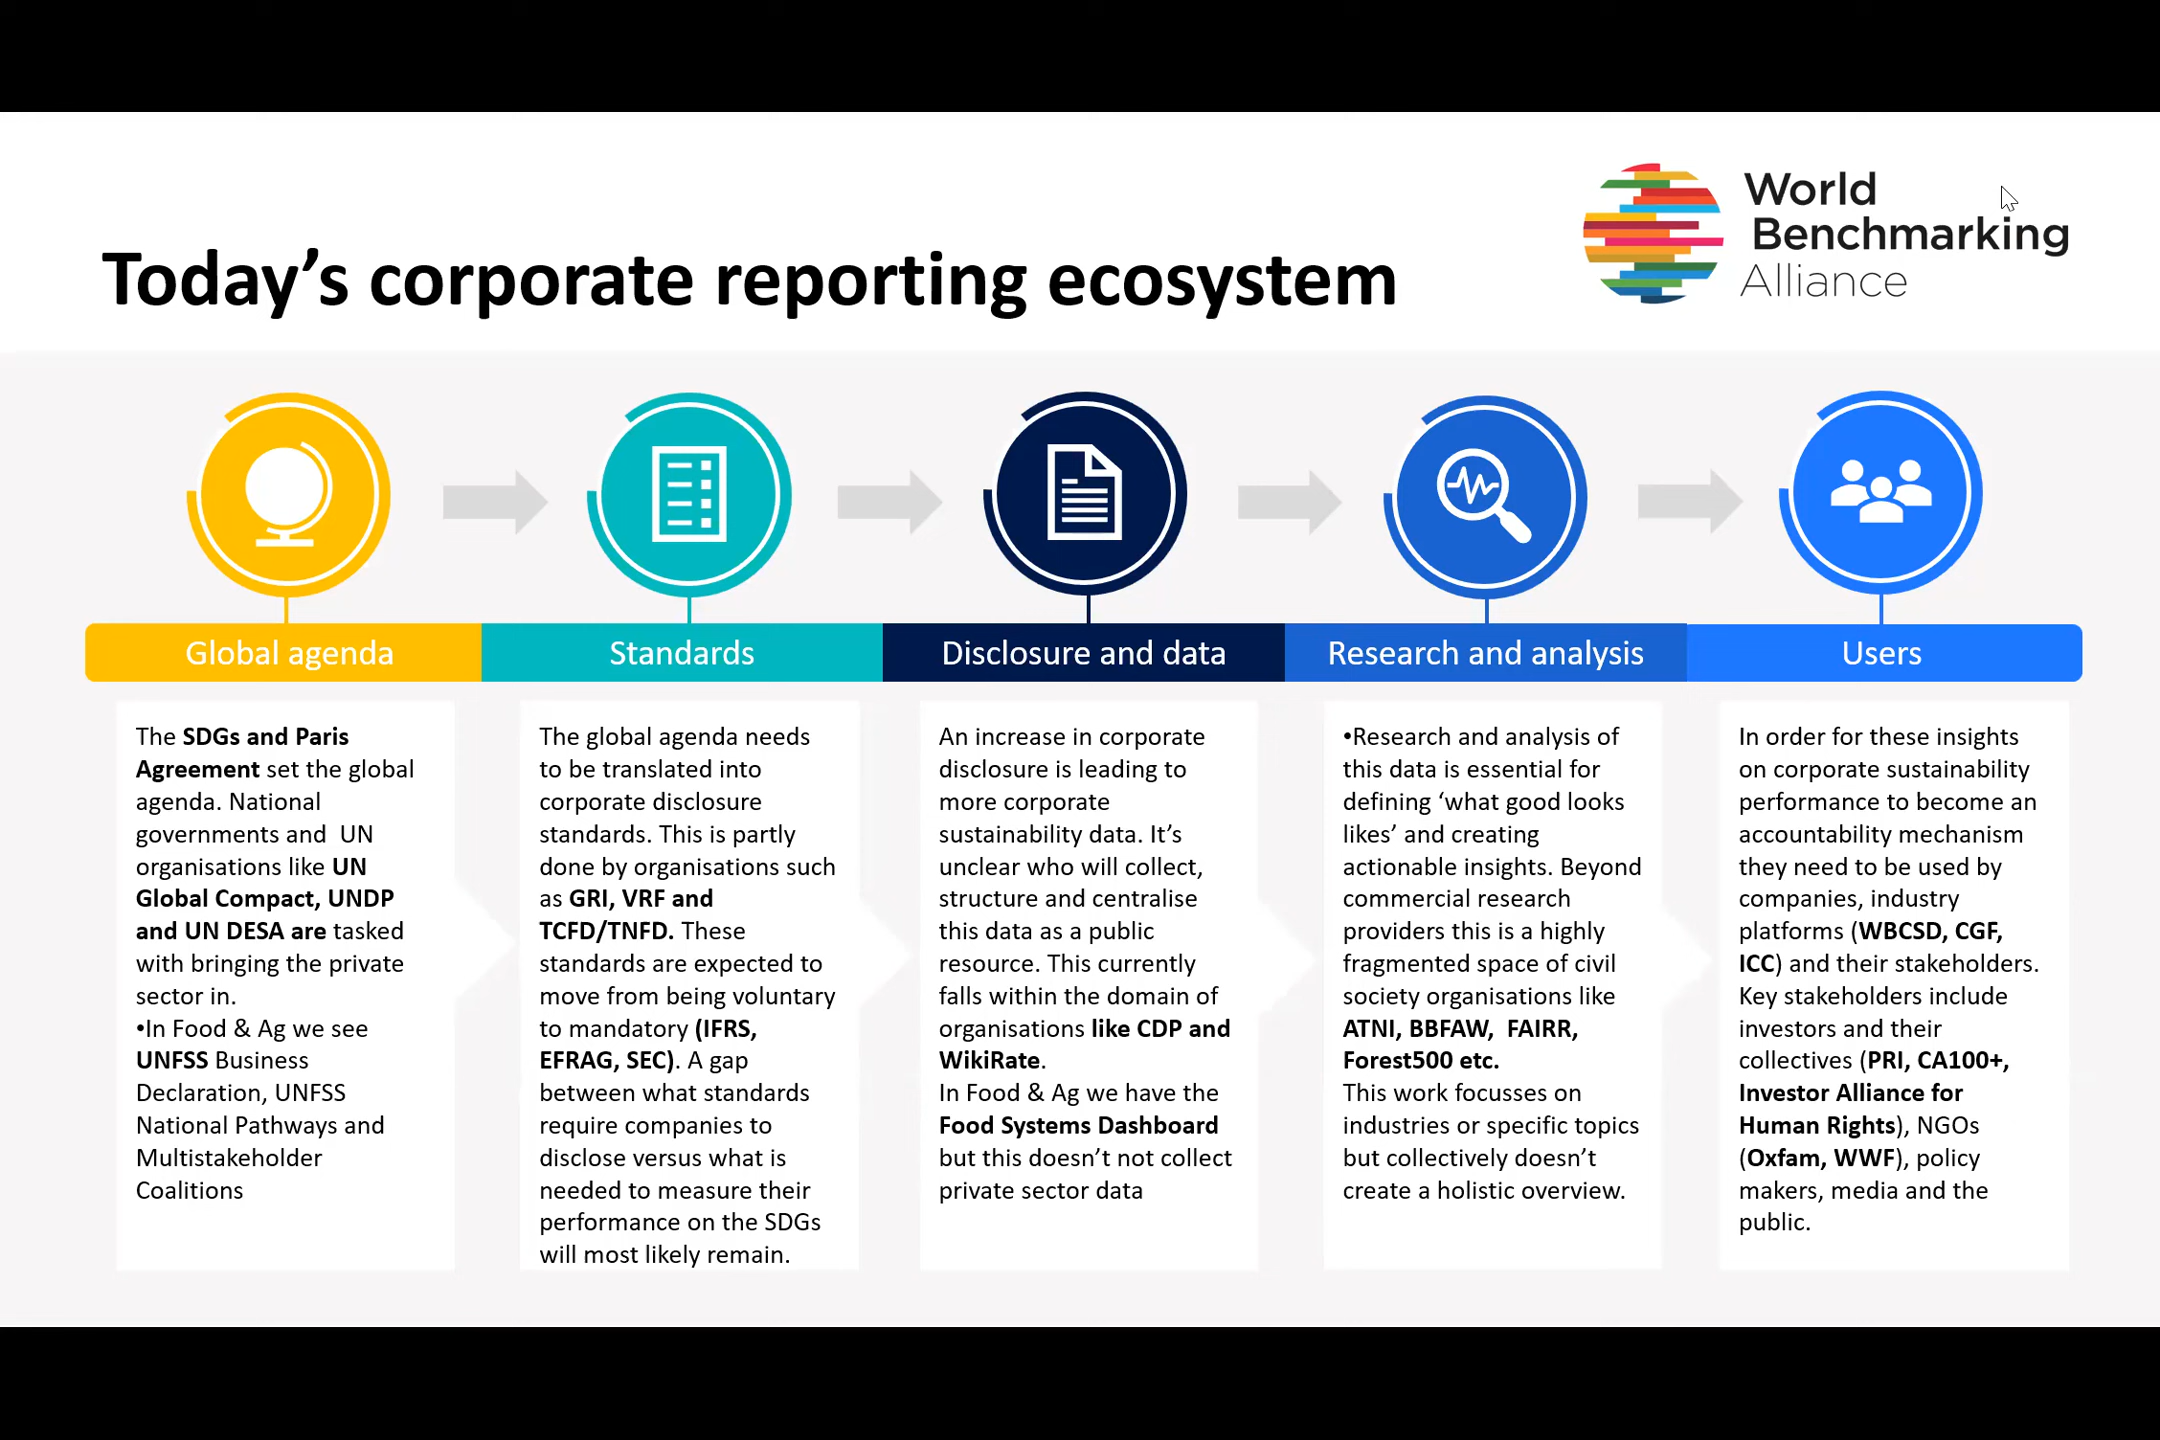 World
Benchmarking
Alliance
Today’s corporate reporting ecosystem
Global agenda
Standards
Disclosure and data
Research and analysis
Users
The SDGs and Paris
Agreement set the global
agenda. National
governments and  UN
organisations like UN
Global Compact, UNDP
and UN DESA are tasked
with bringing the private
sector in.
•In Food & Ag we see
UNFSS Business
Declaration, UNFSS
National Pathways and
Multistakeholder
Coalitions
The global agenda needs
to be translated into
corporate disclosure
standards. This is partly
done by organisations such
as GRI, VRF and
TCFD/TNFD. These
standards are expected to
move from being voluntary
to mandatory (IFRS,
EFRAG, SEC). A gap
between what standards
require companies to
disclose versus what is
needed to measure their
performance on the SDGs
will most likely remain.
An increase in corporate
disclosure is leading to
more corporate
sustainability data. It’s
unclear who will collect,
structure and centralise
this data as a public
resource. This currently
falls within the domain of
organisations like CDP and
WikiRate.
In Food & Ag we have the
Food Systems Dashboard
but this doesn’t not collect
private sector data
•Research and analysis of
this data is essential for
defining ‘what good looks
likes’ and creating
actionable insights. Beyond
commercial research
providers this is a highly
fragmented space of civil
society organisations like
ATNI, BBFAW,  FAIRR,
Forest500 etc.
This work focusses on
industries or specific topics
but collectively doesn’t
create a holistic overview.
In order for these insights
on corporate sustainability
performance to become an
accountability mechanism
they need to be used by
companies, industry
platforms (WBCSD, CGF,
ICC) and their stakeholders.
Key stakeholders include
investors and their
collectives (PRI, CA100+,
Investor Alliance for
Human Rights), NGOs
(Oxfam, WWF), policy
makers, media and the
public.